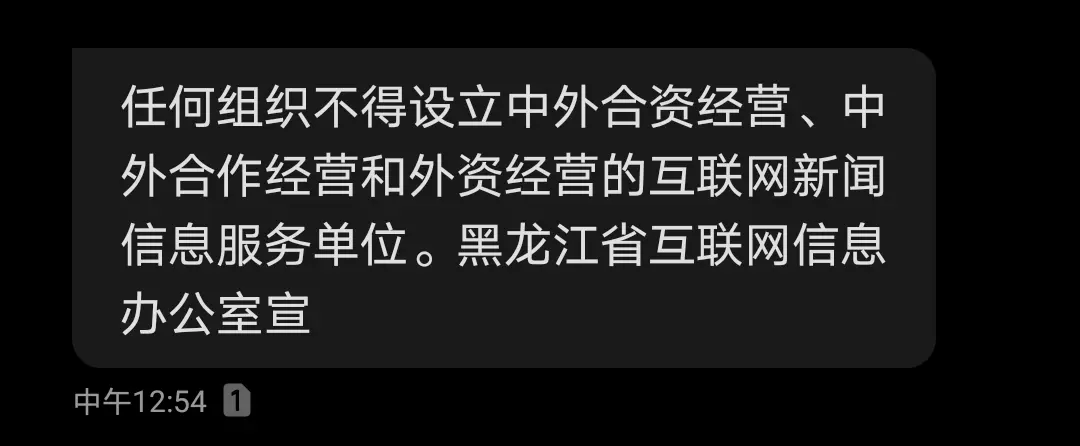 任何组织不得设立中外合资经营、中
外合作经营和外资经营的互联网新闻
信息服务单位。黑龙江省互联网信息
办公室宣
中午12:54 1